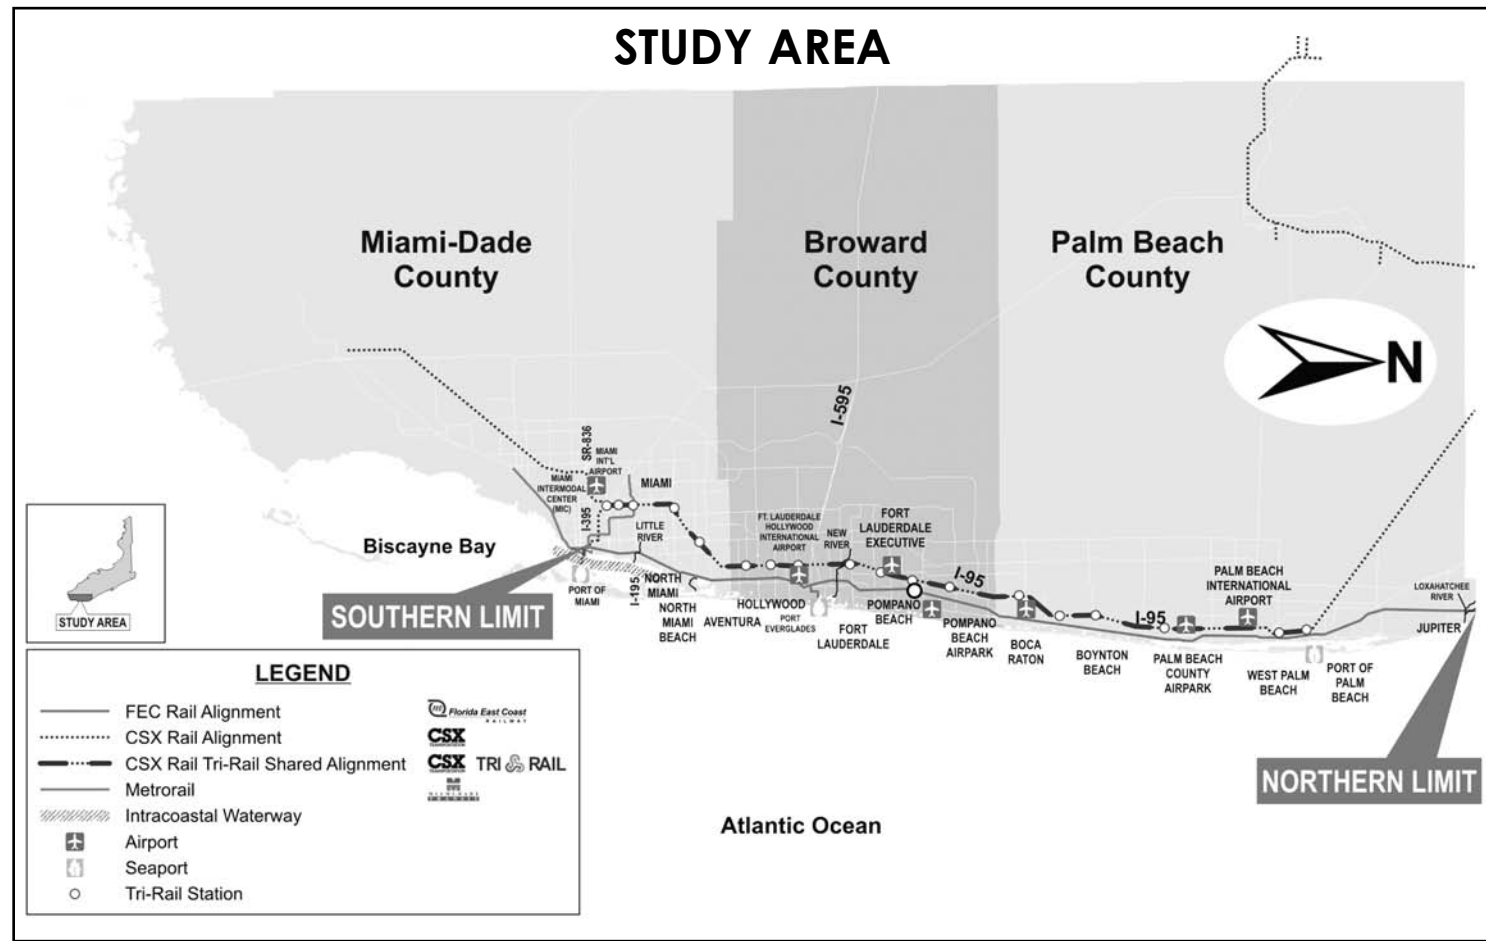 STUDY AREA
Miami-Dade
County
Broward
County
Palm Beach
County
N
I-595
SR-836
MIAMI
INT'L
AIRPORT
MIAMI
INTERMODAL
CENTER
(MIC)
MIAMI
I-395
LITTLE
RIVER
FT. LAUDERDALE
HOLLYWOOD
INTERNATIONAL
AIRPORT
NEW
RIVER
FORT
LAUDERDALE
EXECUTIVE
I-95
Biscayne Bay
PORT OF
MIAMI
I-195
NORTH
MIAMI
NORTH
MIAMI
BEACH
AVENTURA
HOLLYWOOD
PORT
EVERGLADES
FORT
LAUDERDALE
POMPANO
BEACH
POMPANO
BEACH
AIRPARK
BOCA
RATON
BOYNTON
BEACH
I-95
PALM BEACH
COUNTY
AIRPARK
PALM BEACH
INTERNATIONAL
AIRPORT
WEST PALM
BEACH
PORT OF
PALM
BEACH
LOXAHATCHEE
RIVER
JUPITER
SOUTHERN LIMIT
NORTHERN LIMIT
STUDY AREA
Atlantic Ocean
LEGEND
FEC Rail Alignment
Florida East Coast
RAILWAY
CSX Rail Alignment
CSX
TRANSPORTATION
CSX Rail Tri-Rail Shared Alignment
CSX
TRANSPORTATION
TRI RAIL
Metrorail
Intracoastal Waterway
Airport
Seaport
Tri-Rail Station